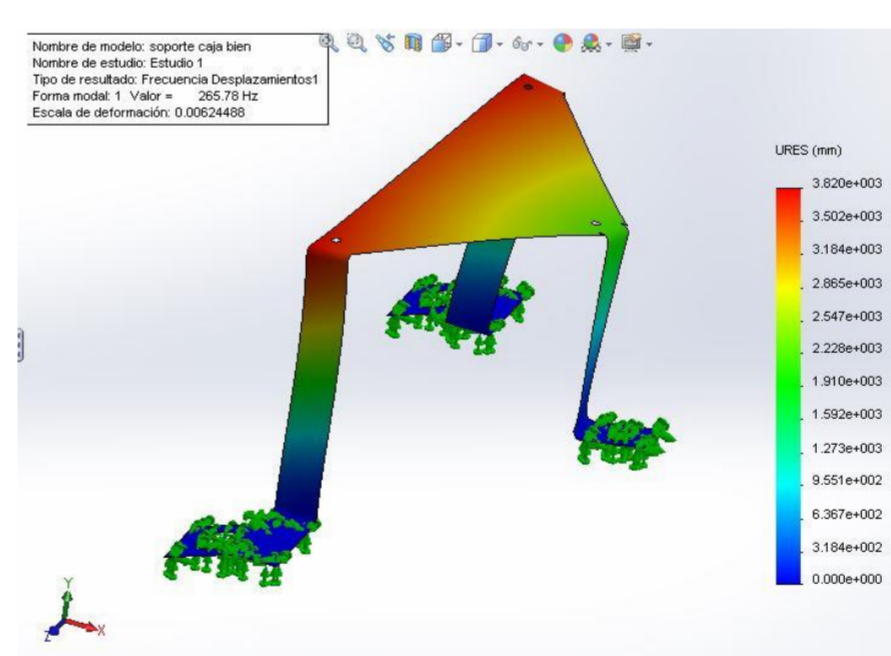 Nombre de modelo: soporte caja bien
Nombre de estudio: Estudio 1
Tipo de resultado: Frecuencia Desplazamientos1
Forma modal: 1 Valor = 265.78 Hz
Escala de deformación: 0.00624488
URES (mm)
3.820e+003
3.502e+003
3.184e+003
2.865e+003
2.547e+003
2.228e+003
1.910e+003
1.592e+003
1.273e+003
9.551e+002
6.367e+002
3.184e+002
0.000e+000
Y
Z
X